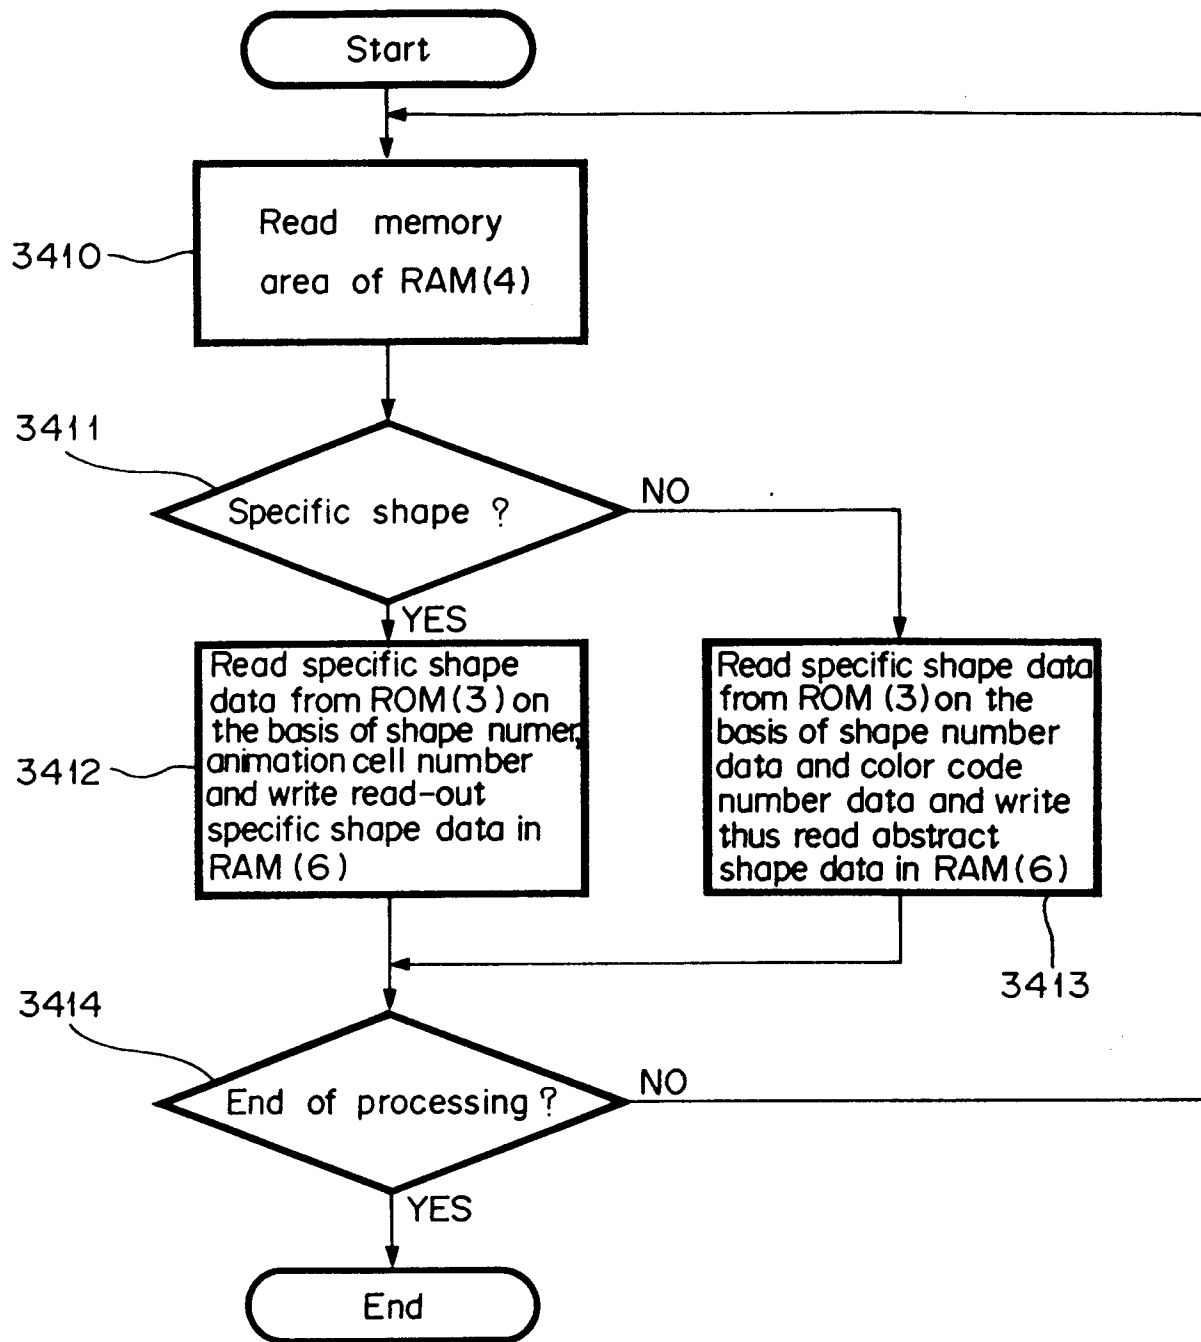 Start
Read memory
area of RAM(4)
3410
3411
Specific shape ?
NO
YES
Read specific shape
data from ROM(3) on
the basis of shape numer,
animation cell number
and write read-out
specific shape data in
RAM (6)
3412
Read specific shape data
from ROM (3) on the
basis of shape number
data and color code
number data and write
thus read abstract
shape data in RAM(6)
3413
3414
End of processing ?
NO
YES
End